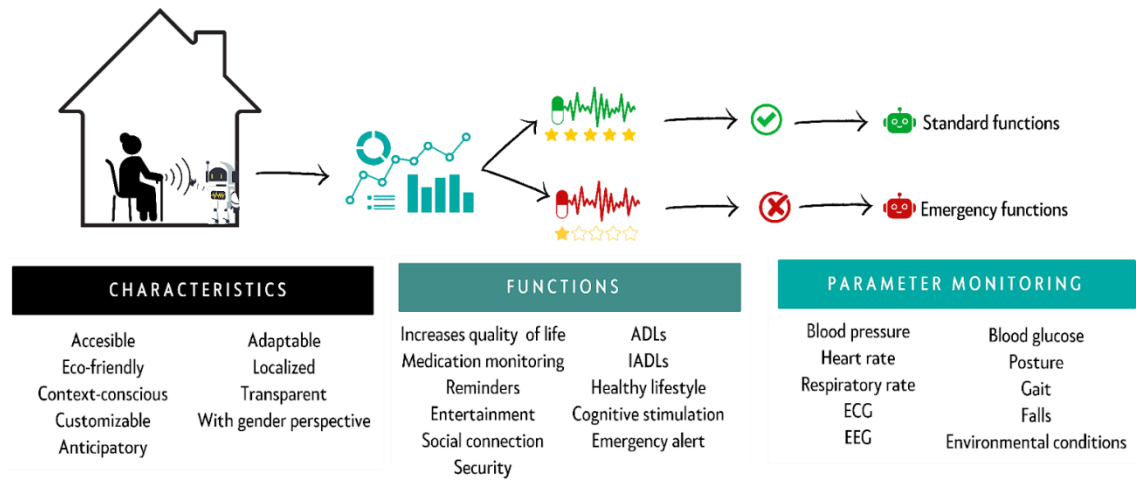 Standard functions
Emergency functions
CHARACTERISTICS
Accesible
Eco-friendly
Context-conscious
Customizable
Anticipatory
Adaptable
Localized
Transparent
With gender perspective
FUNCTIONS
Increases quality of life
Medication monitoring
Reminders
Entertainment
Social connection
Security
ADLs
IADLs
Healthy lifestyle
Cognitive stimulation
Emergency alert
PARAMETER MONITORING
Blood pressure
Heart rate
Respiratory rate
ECG
EEG
Blood glucose
Posture
Gait
Falls
Environmental conditions